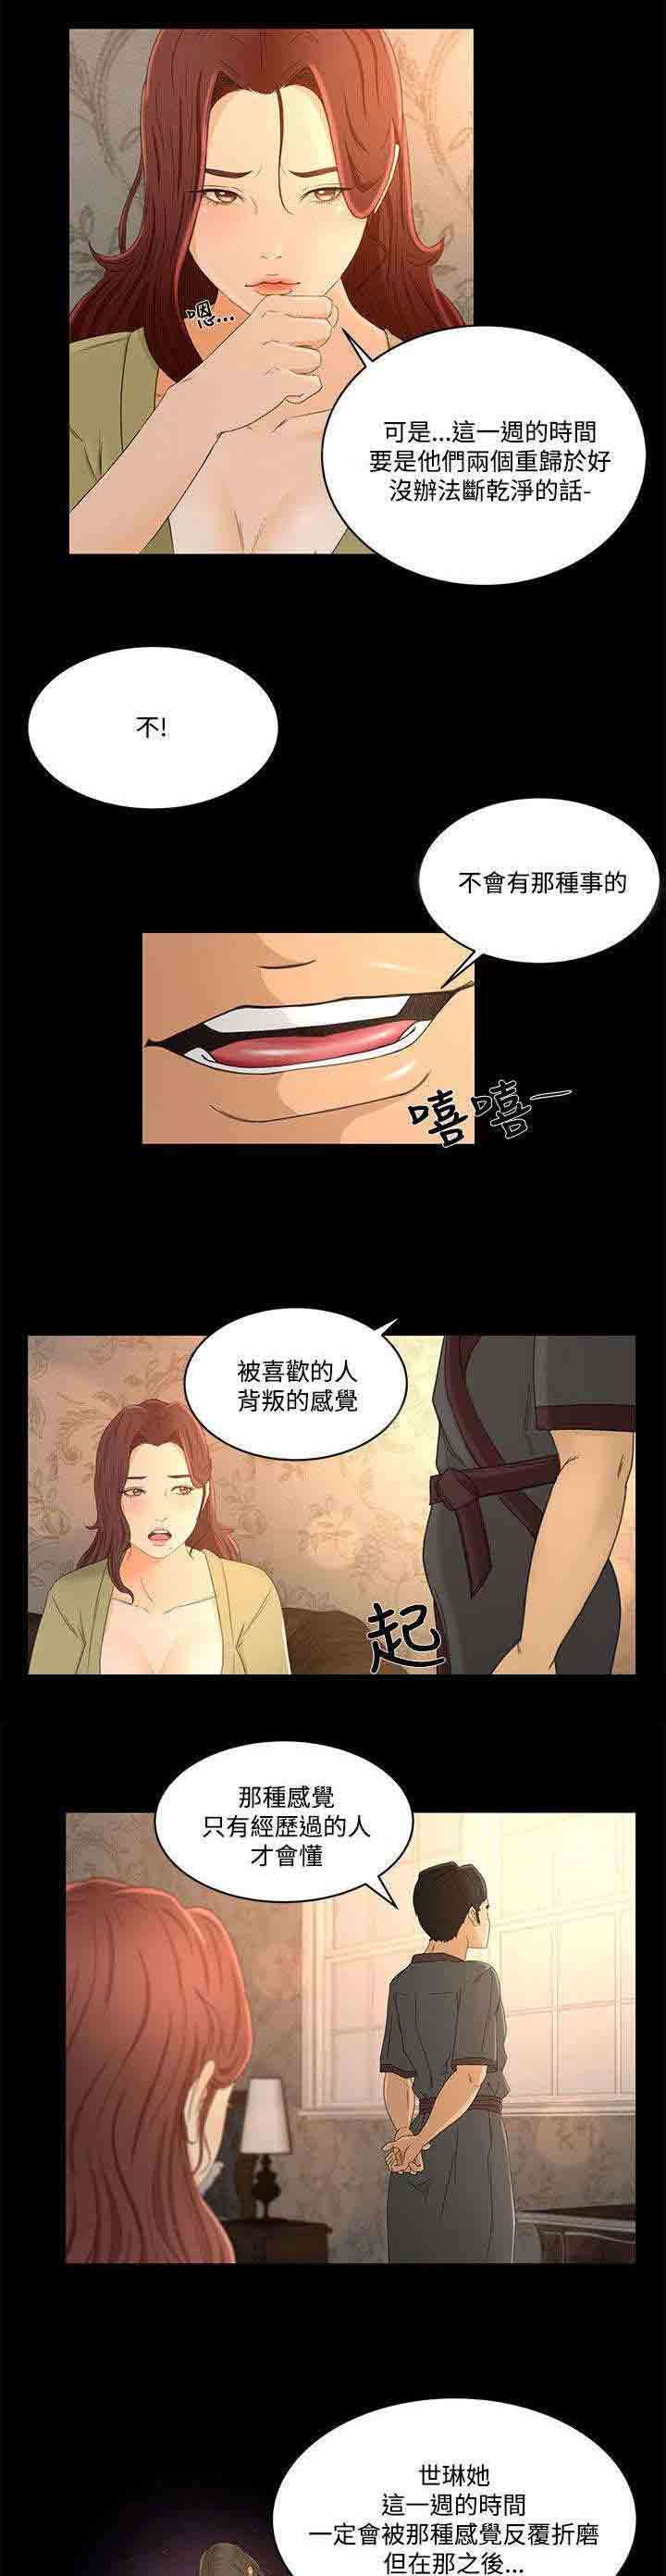 嗯...
可是...這一週的時間
要是他們兩個重歸於好
沒辦法斷乾淨的話-
不!
不會有那種事的
嘻嘻一
被喜歡的人
背叛的感覺
起
那種感覺
只有經歷過的人
才會懂
世琳她
這一週的時間
一定會被那種感覺反覆折磨
但在那之後...